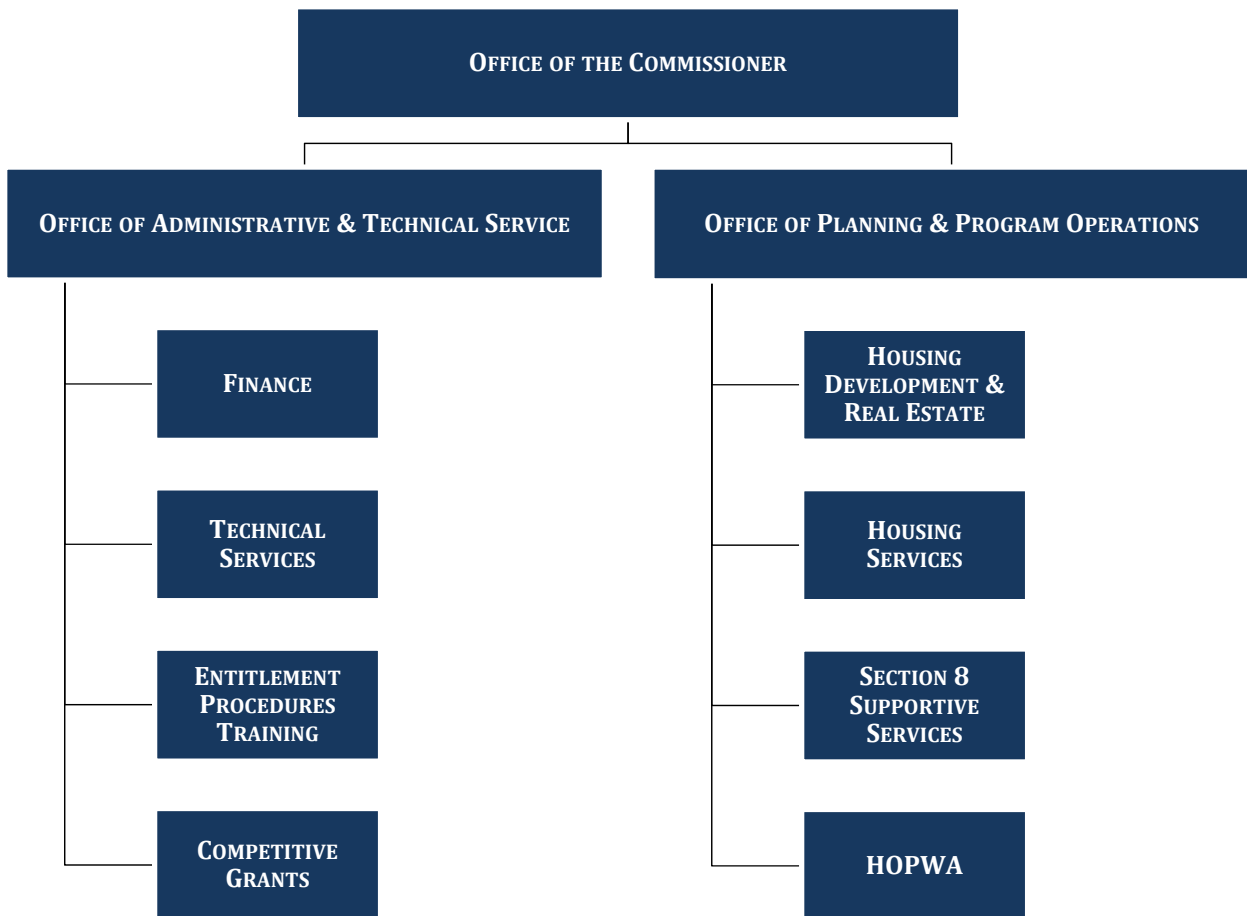 OFFICE OF THE COMMISSIONER
OFFICE OF ADMINISTRATIVE & TECHNICAL SERVICE
FINANCE
TECHNICAL
SERVICES
ENTITLEMENT
PROCEDURES
TRAINING
COMPETITIVE
GRANTS
OFFICE OF PLANNING & PROGRAM OPERATIONS
HOUSING
DEVELOPMENT &
REAL ESTATE
HOUSING
SERVICES
SECTION 8
SUPPORTIVE
SERVICES
HOPWA